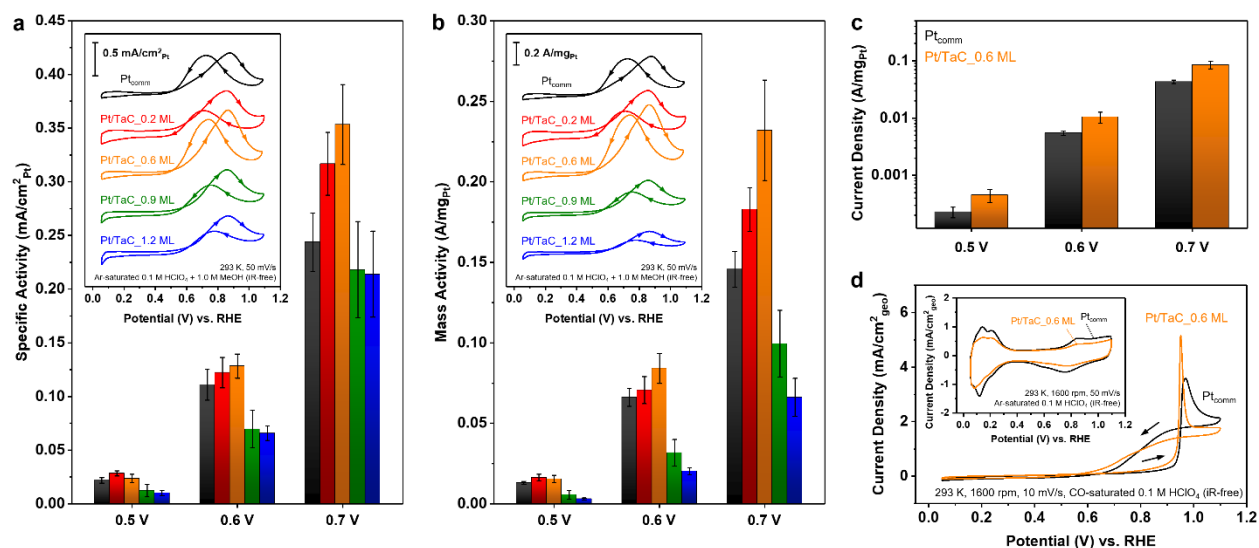 a
Specific Activity (mA/cm²Pt)
0.45
0.40
0.35
0.30
0.25
0.20
0.15
0.10
0.05
0.00
0.5 V
0.6 V
0.7 V
0.5 mA/cm²Pt
Ptcomm
Pt/TaC_0.2 ML
Pt/TaC_0.6 ML
Pt/TaC_0.9 ML
Pt/TaC_1.2 ML
293 K, 50 mV/s
Ar-saturated 0.1 M HClO₄ + 1.0 M MeOH (iR-free)
0.0 0.2 0.4 0.6 0.8 1.0 1.2
Potential (V) vs. RHE
b
Mass Activity (A/mgPt)
0.30
0.25
0.20
0.15
0.10
0.05
0.00
0.5 V
0.6 V
0.7 V
0.2 A/mgPt
Ptcomm
Pt/TaC_0.2 ML
Pt/TaC_0.6 ML
Pt/TaC_0.9 ML
Pt/TaC_1.2 ML
293 K, 50 mV/s
Ar-saturated 0.1 M HClO₄ + 1.0 M MeOH (iR-free)
0.0 0.2 0.4 0.6 0.8 1.0 1.2
Potential (V) vs. RHE
c
Current Density (A/mgPt)
Ptcomm
Pt/TaC_0.6 ML
0.1
0.01
0.001
0.5 V
0.6 V
0.7 V
d
Current Density (mA/cm²geo)
8
6
4
2
0
Pt/TaC_0.6 ML
Ptcomm
Current Density (mA/cm²geo)
2
1
0
-1
-2
Pt/TaC_0.6 ML
Ptcomm
293 K, 1600 rpm, 50 mV/s
Ar-saturated 0.1 M HClO₄ (iR-free)
0.0 0.2 0.4 0.6 0.8 1.0 1.2
Potential (V) vs. RHE
293 K, 1600 rpm, 10 mV/s, CO-saturated 0.1 M HClO₄ (iR-free)
0.0 0.2 0.4 0.6 0.8 1.0 1.2
Potential (V) vs. RHE